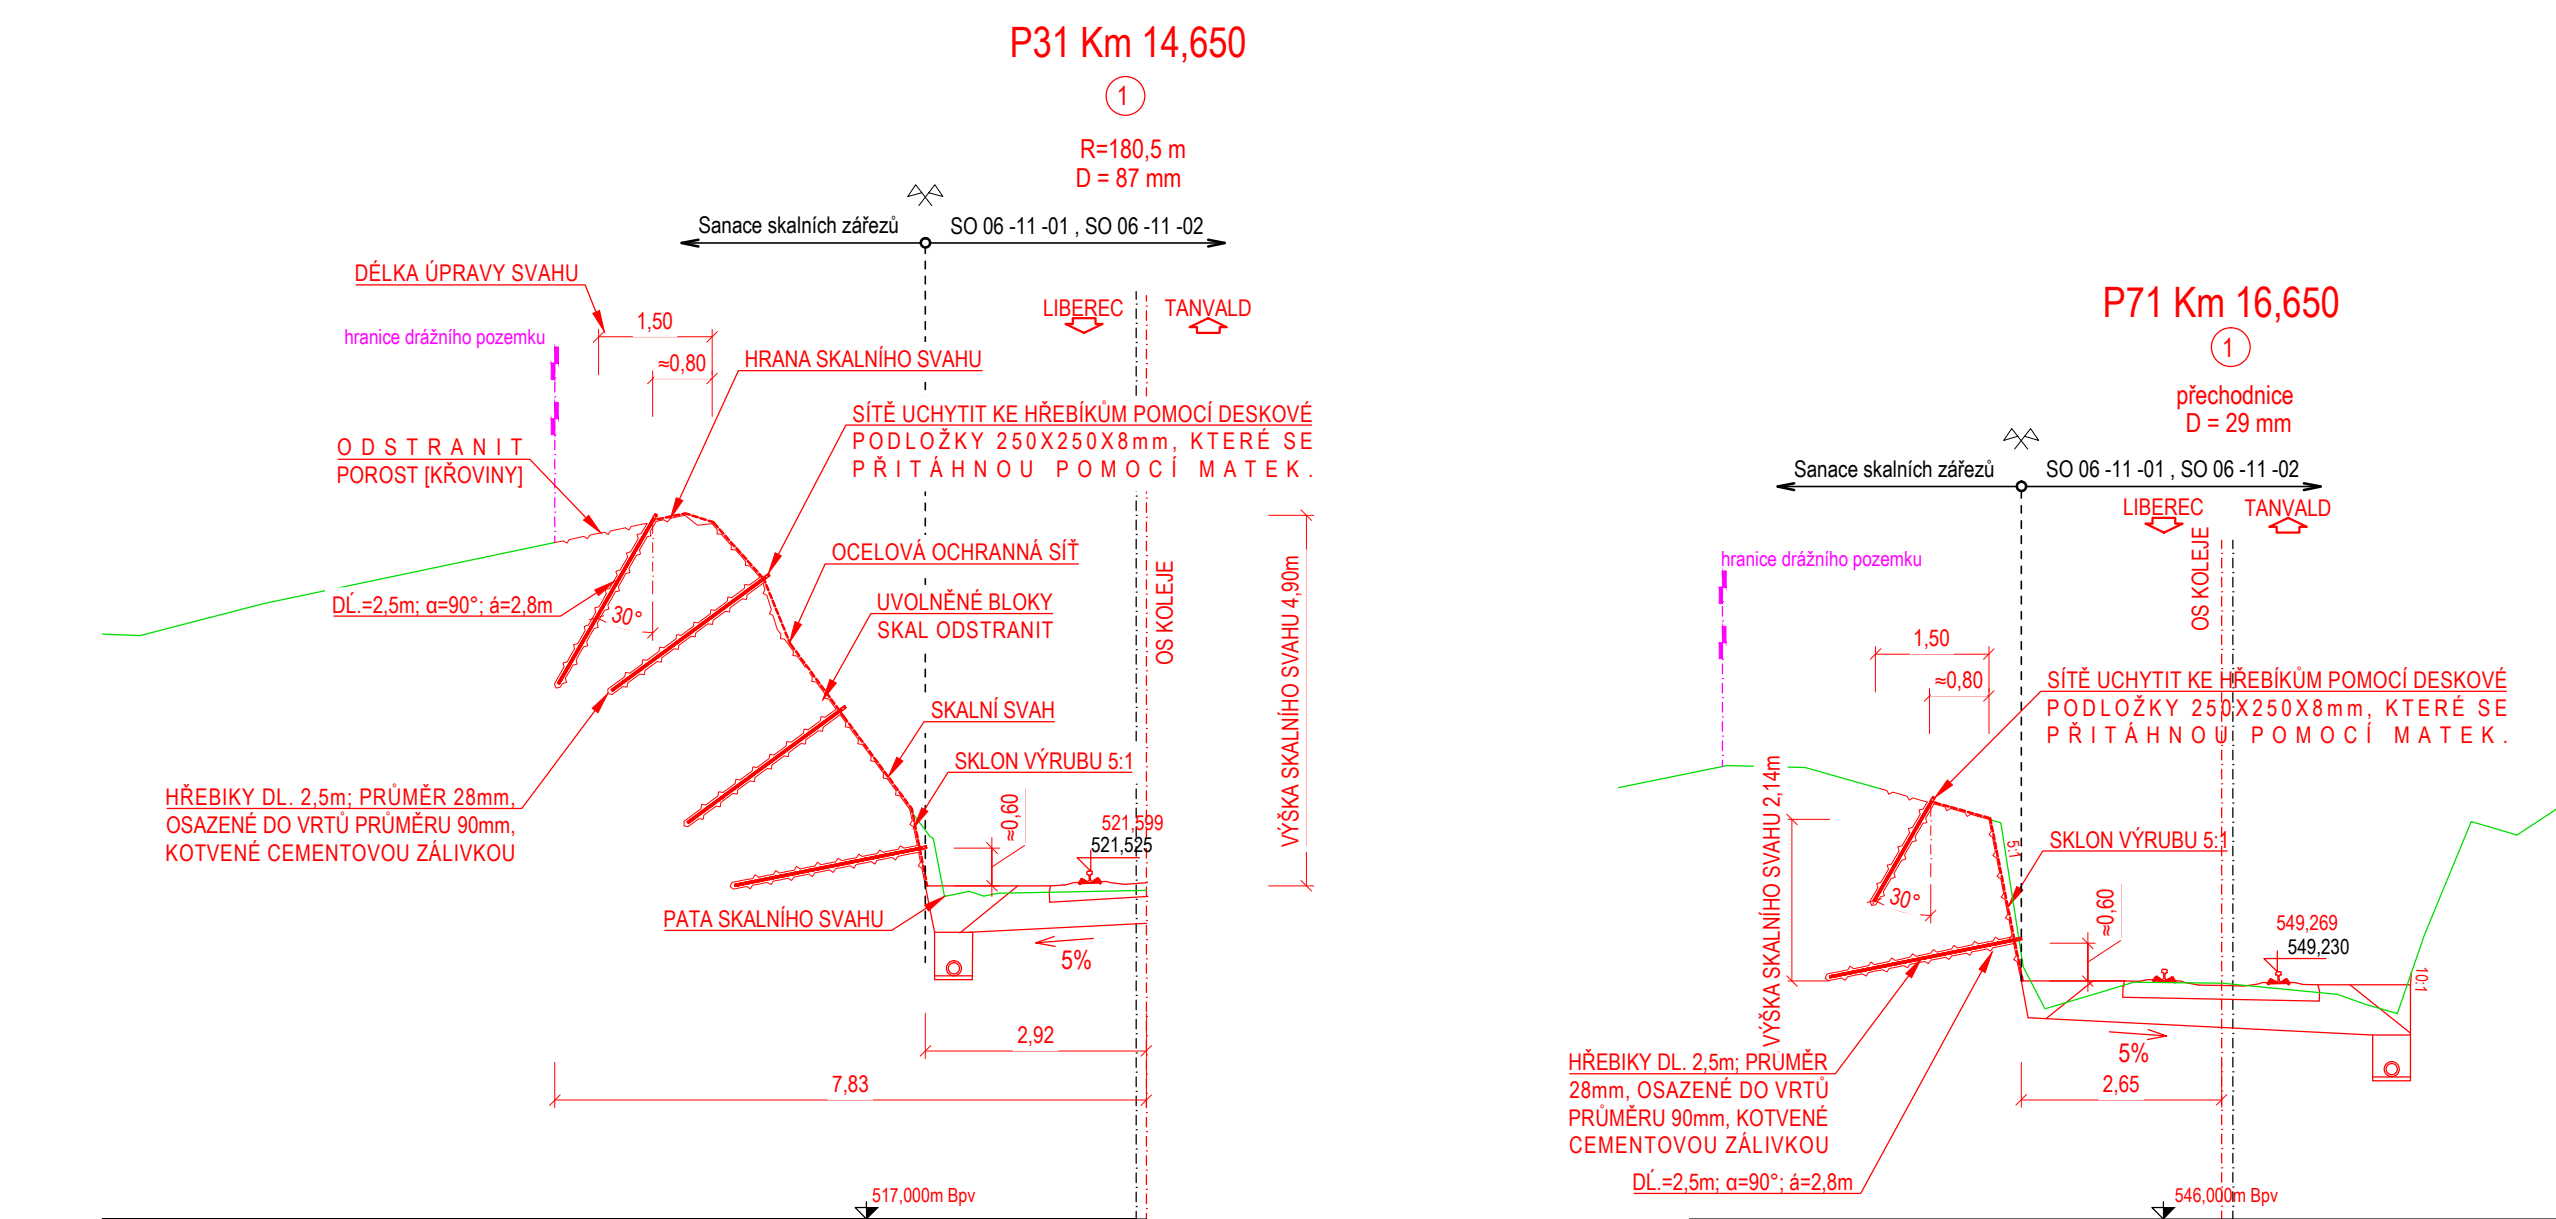 P31 Km 14,650
1
R=180,5 m
D = 87 mm
Sanace skalních zářezů
SO 06 -11 -01 , SO 06 -11 -02
DÉLKA ÚPRAVY SVAHU
LIBEREC
TANVALD
hranice drážního pozemku
1,50
≈0,80
HRANA SKALNÍHO SVAHU
SÍTĚ UCHYTIT KE HŘEBÍKŮM POMOCÍ DESKOVÉ
PODLOŽKY 250X250X8mm, KTERÉ SE
PŘITÁHNOU POMOCÍ MATEK.
ODSTRANIT
POROST [KŘOVINY]
OCELOVÁ OCHRANNÁ SÍŤ
DĹ.=2,5m; α=90°; á=2,8m
30°
UVOLNĚNÉ BLOKY
SKAL ODSTRANIT
OS KOLEJE
VÝŠKA SKALNÍHO SVAHU 4,90m
SKALNÍ SVAH
SKLON VÝRUBU 5:1
HŘEBIKY DL. 2,5m; PRŮMĚR 28mm,
OSAZENÉ DO VRTŮ PRŮMĚRU 90mm,
KOTVENÉ CEMENTOVOU ZÁLIVKOU
≈0,60
521,599
521,525
PATA SKALNÍHO SVAHU
5%
2,92
7,83
517,000m Bpv
P71 Km 16,650
1
přechodnice
D = 29 mm
Sanace skalních zářezů
SO 06 -11 -01 , SO 06 -11 -02
LIBEREC
TANVALD
OS KOLEJE
hranice drážního pozemku
1,50
≈0,80
SÍTĚ UCHYTIT KE HŘEBÍKŮM POMOCÍ DESKOVÉ
PODLOŽKY 250X250X8mm, KTERÉ SE
PŘITÁHNOU POMOCÍ MATEK.
VÝŠKA SKALNÍHO SVAHU 2,14m
5:1
SKLON VÝRUBU 5:1
30°
≈0,60
549,269
549,230
10:1
5%
HŘEBIKY DL. 2,5m; PRŮMĚR
28mm, OSAZENÉ DO VRTŮ
PRŮMĚRU 90mm, KOTVENÉ
CEMENTOVOU ZÁLIVKOU
2,65
DĹ.=2,5m; α=90°; á=2,8m
546,000m Bpv